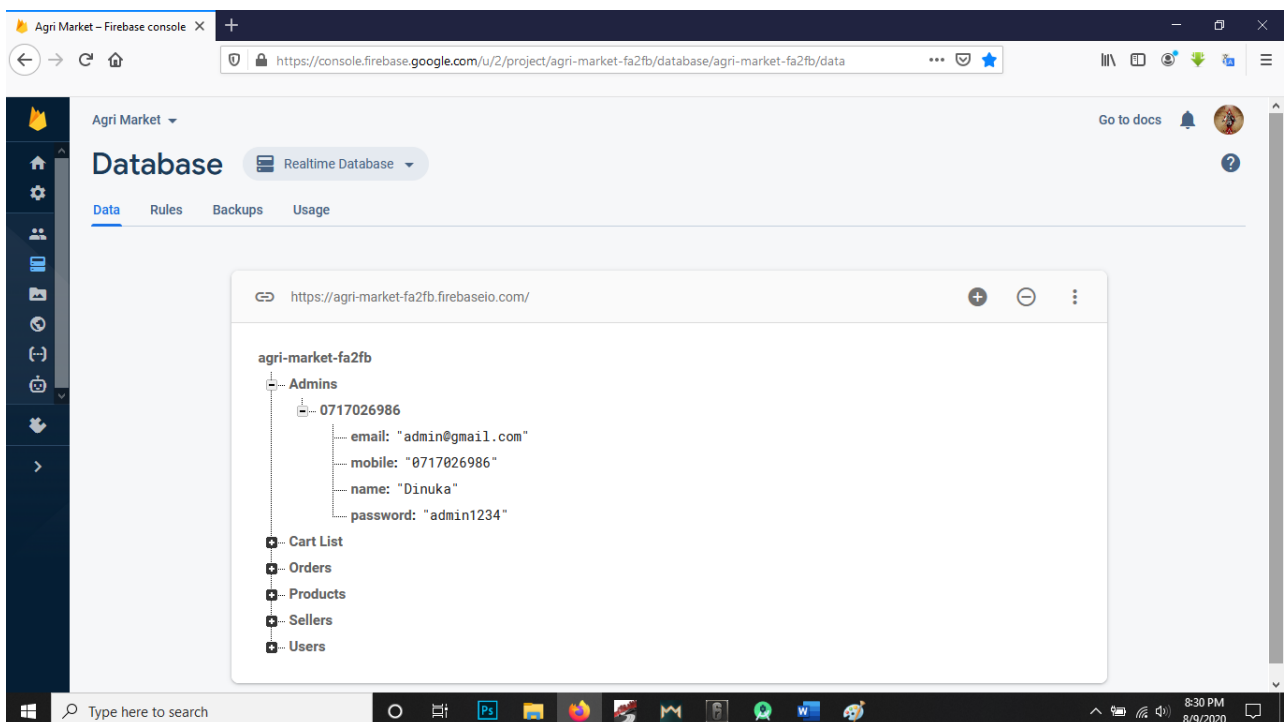 Agri Market – Firebase console
https://console.firebase.google.com/u/2/project/agri-market-fa2fb/database/agri-market-fa2fb/data
Agri Market
Go to docs
Database
Realtime Database
Data Rules Backups Usage
https://agri-market-fa2fb.firebaseio.com/
agri-market-fa2fb
Admins
0717026986
email: "admin@gmail.com"
mobile: "0717026986"
name: "Dinuka"
password: "admin1234"
Cart List
Orders
Products
Sellers
Users
Type here to search
Ps
W
8:30 PM
8/9/2020